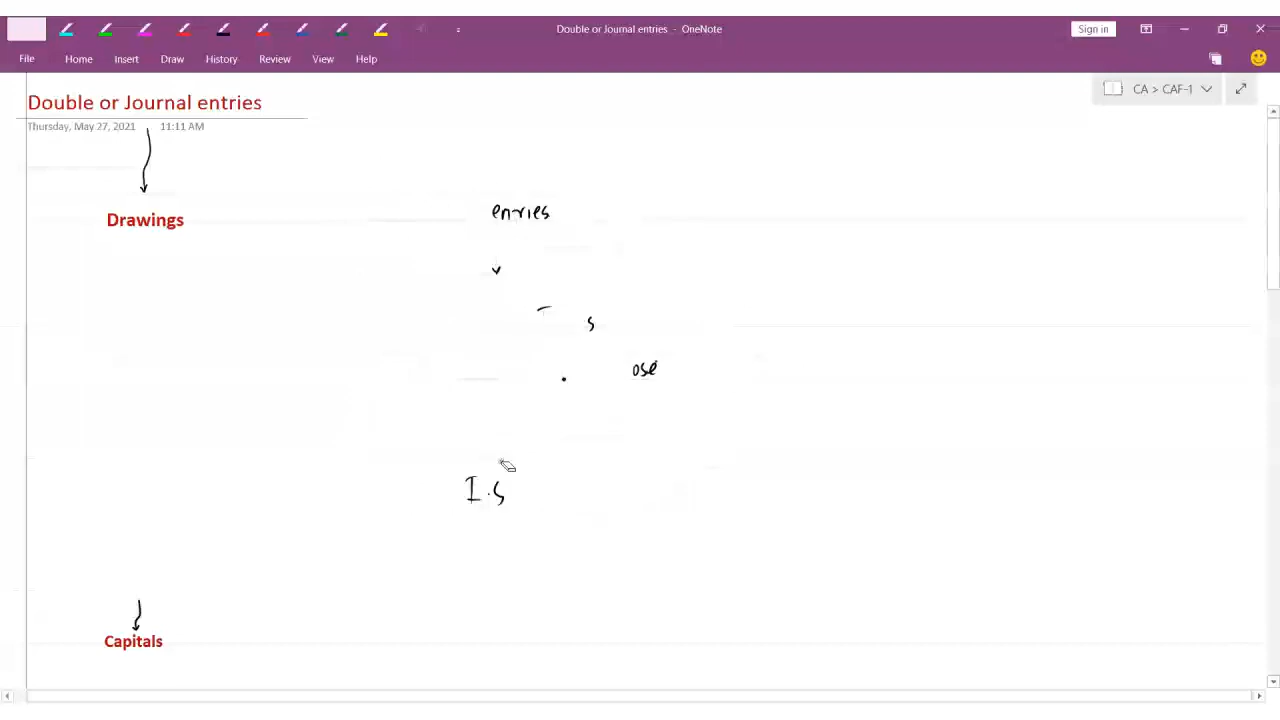 Double or Journal entries - OneNote
Sign in
File Home Insert Draw History Review View Help
CA > CAF-1
Double or Journal entries
Thursday, May 27, 2021 11:11 AM
Drawings
entries
s
ose
I.S
Capitals